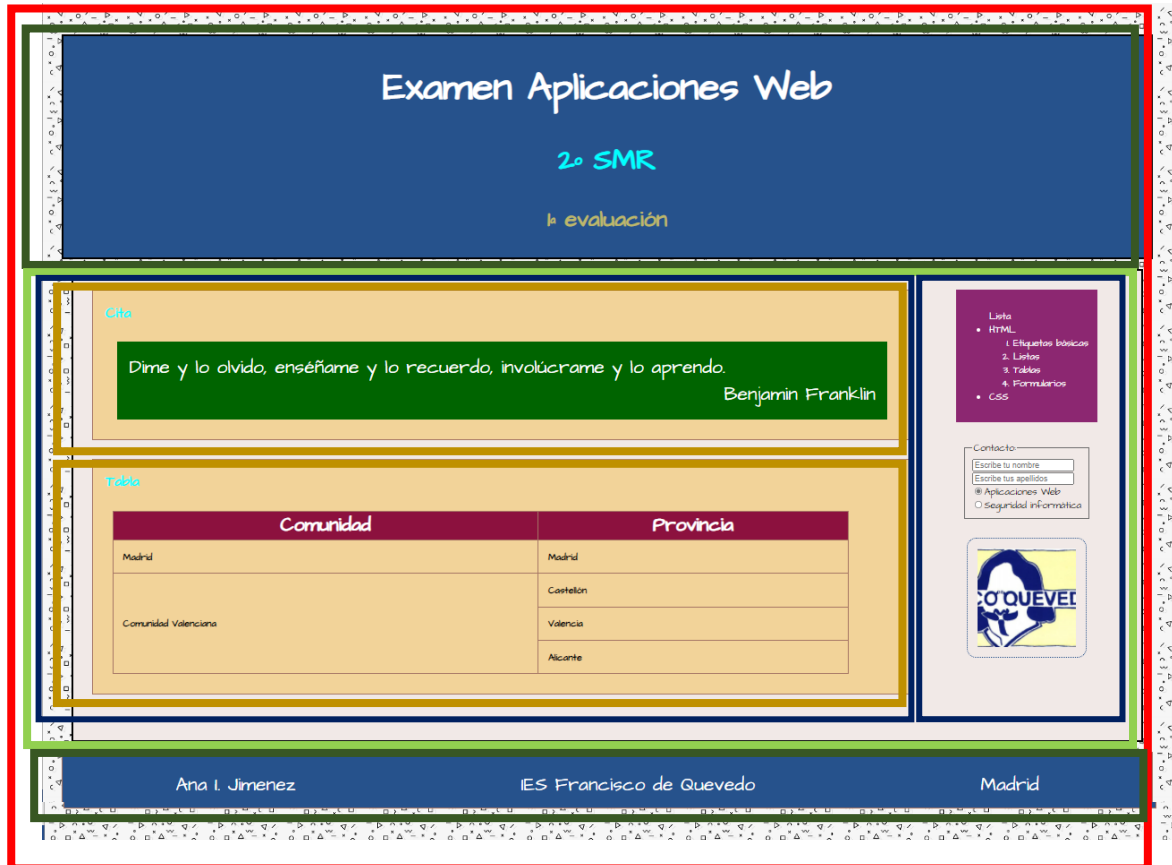 Examen Aplicaciones Web
2º SMR
1ª evaluación
Cita
Dime y lo olvido, enséñame y lo recuerdo, involúcrame y lo aprendo.
Benjamin Franklin
Tabla
Comunidad Provincia
Madrid Madrid
Castellón
Comunidad Valenciana Valencia
Alicante
Lista
HTML
1. Etiquetas básicas
2. Listas
3. Tablas
4. Formularios
CSS
Contacto
Escribe tu nombre
Escribe tus apellidos
Aplicaciones Web
Seguridad informática
CO QUEVED
Ana I. Jimenez IES Francisco de Quevedo Madrid